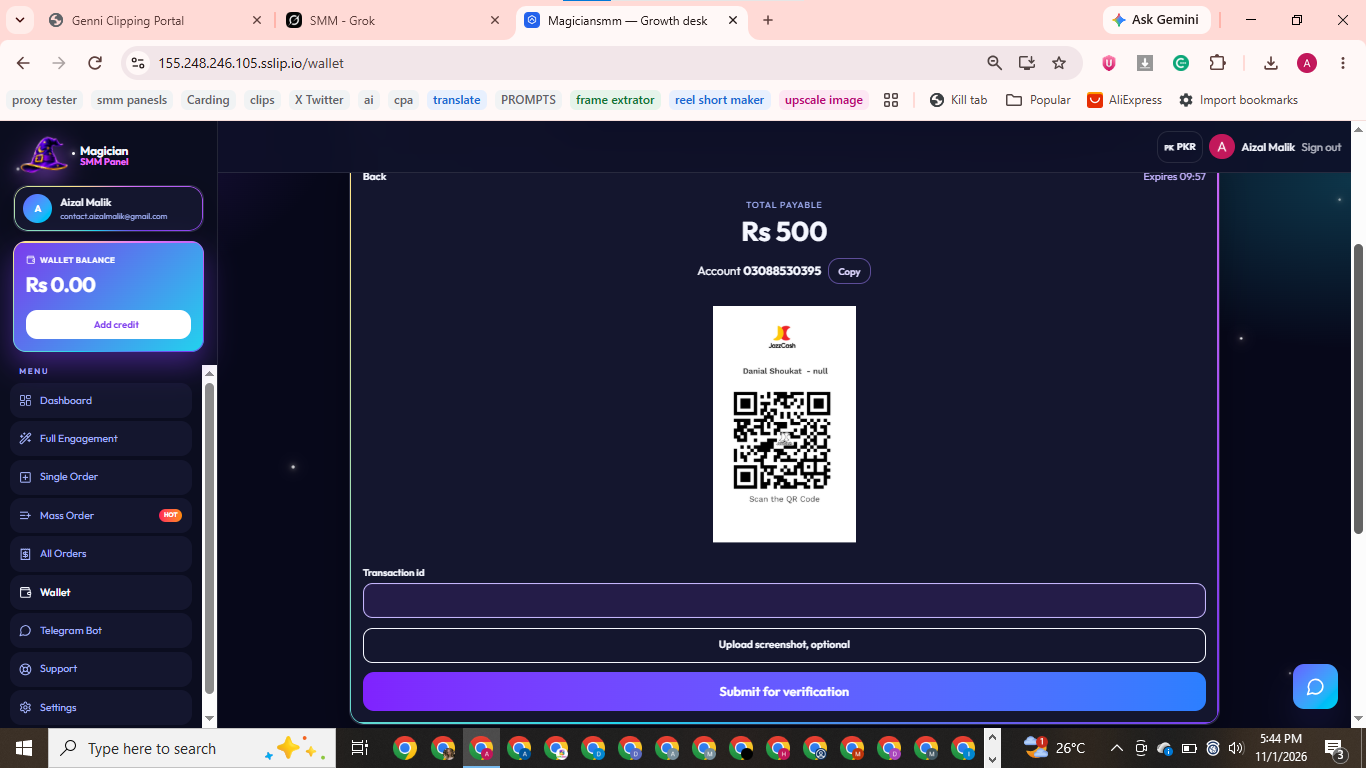 Genni Clipping Portal
SMM - Grok
Magiciansmm — Growth desk
Ask Gemini
155.248.246.105.sslip.io/wallet
A
proxy tester
smm panesls
Carding
clips
X Twitter
ai
cpa
translate
PROMPTS
frame extrator
reel short maker
upscale image
Kill tab
Popular
AliExpress
Import bookmarks
Magician
SMM Panel
PK PKR
A
Aizal Malik
Sign out
A
Aizal Malik
contact.aizalmalik@gmail.com
WALLET BALANCE
Rs 0.00
Add credit
MENU
Dashboard
Full Engagement
Single Order
Mass Order
HOT
All Orders
Wallet
Telegram Bot
Support
Settings
Back
Expires 09:57
TOTAL PAYABLE
Rs 500
Account 03088530395
Copy
JazzCash
Danial Shoukat - null
Scan the QR Code
Transaction id
Upload screenshot, optional
Submit for verification
Type here to search
26°C
5:44 PM
11/1/2026
3